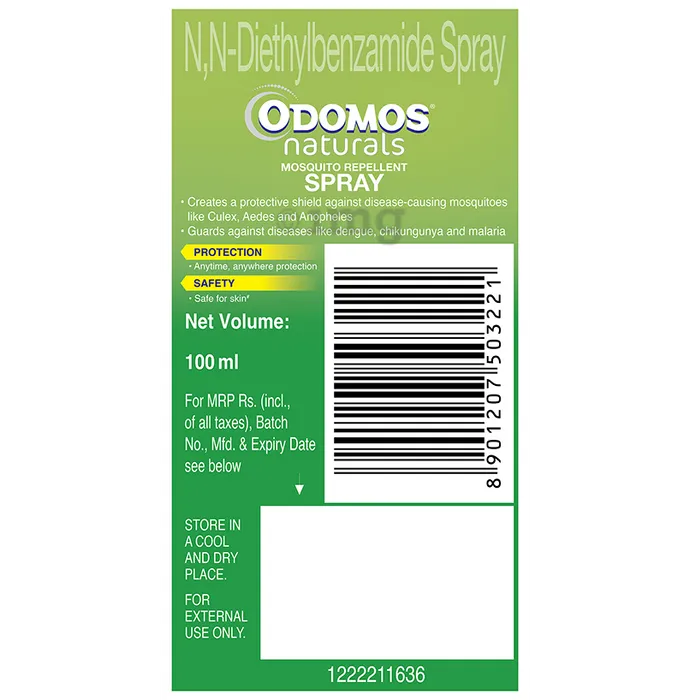 N,N-Diethylbenzamide Spray
ODOMOS®
naturals
MOSQUITO REPELLENT
SPRAY
• Creates a protective shield against disease-causing mosquitoes
like Culex, Aedes and Anopheles
• Guards against diseases like dengue, chikungunya and malaria
PROTECTION
• Anytime, anywhere protection
SAFETY
• Safe for skin#
Net Volume:
100 ml
For MRP Rs. (incl.,
of all taxes), Batch
No., Mfd. & Expiry Date
see below
8 901207 503221
STORE IN
A COOL
AND DRY
PLACE.
FOR
EXTERNAL
USE ONLY.
1222211636